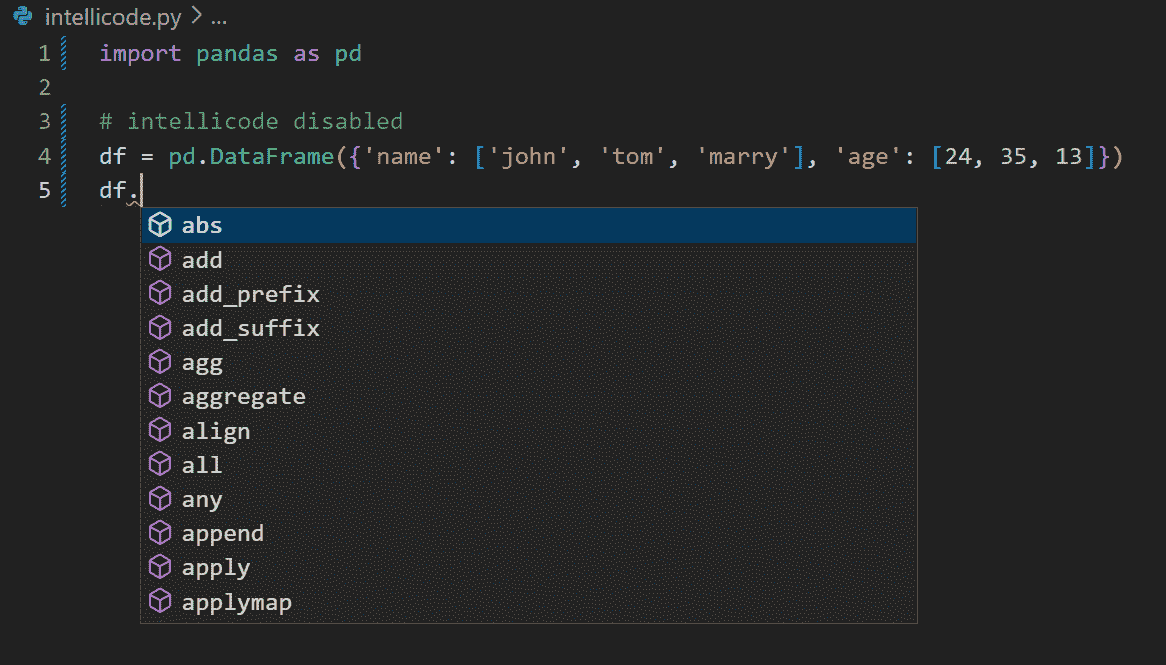 intellicode.py > ...
1 import pandas as pd
2
3 # intellicode disabled
4 df = pd.DataFrame({'name': ['john', 'tom', 'marry'], 'age': [24, 35, 13]})
5 df.
abs
add
add_prefix
add_suffix
agg
aggregate
align
all
any
append
apply
applymap